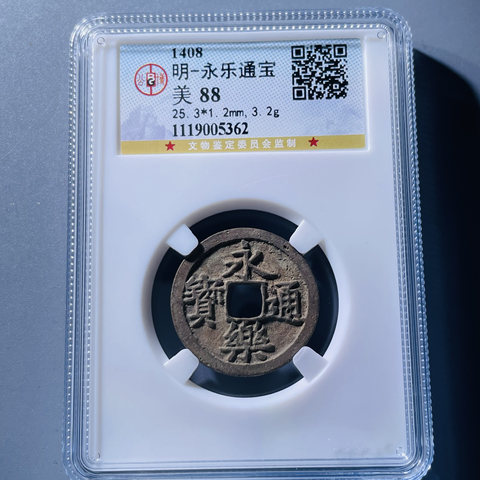 1408
明-永乐通宝
美 88
25.3*1.2mm,3.2g
1119005362
★ 文物鉴定委员会监制 ★
永樂通寳